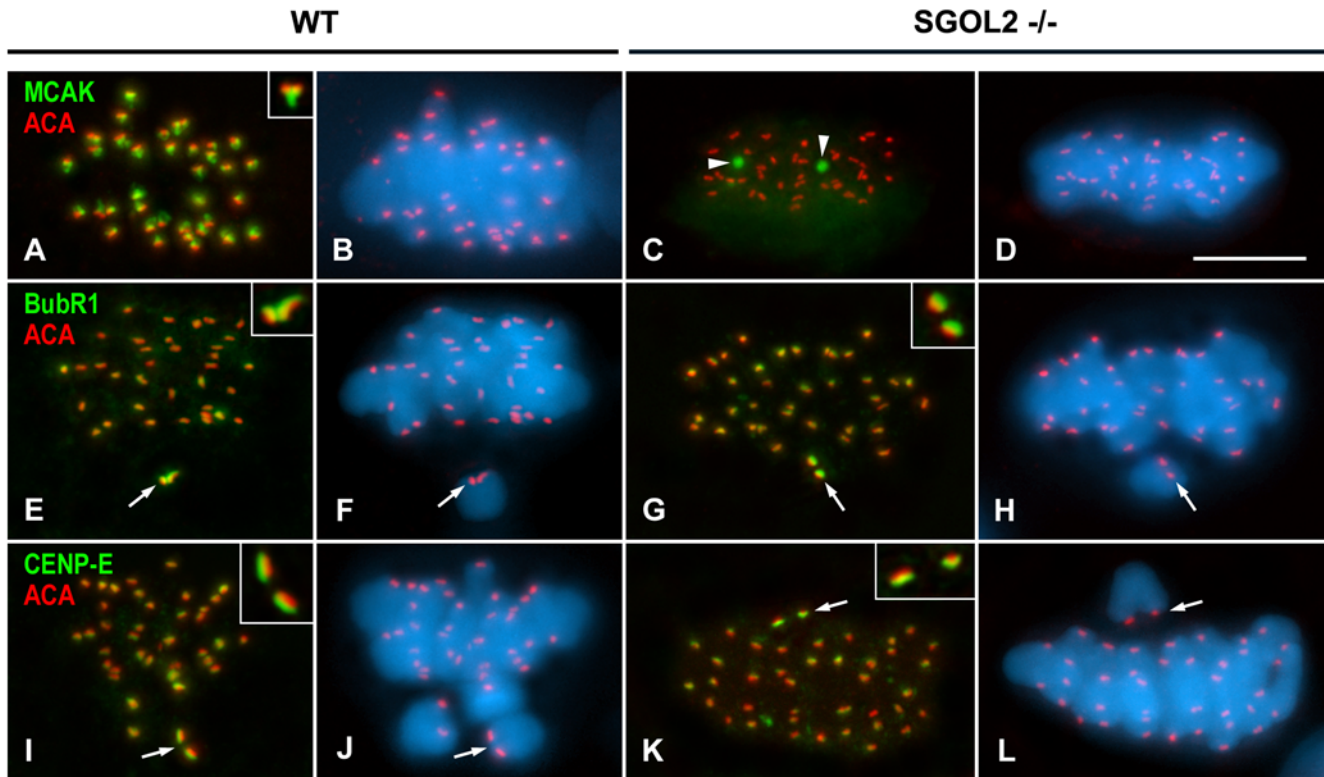 WT SGOL2 -/-
MCAK
ACA
A B C D
BubR1
ACA
E F G H
CENP-E
ACA
I J K L